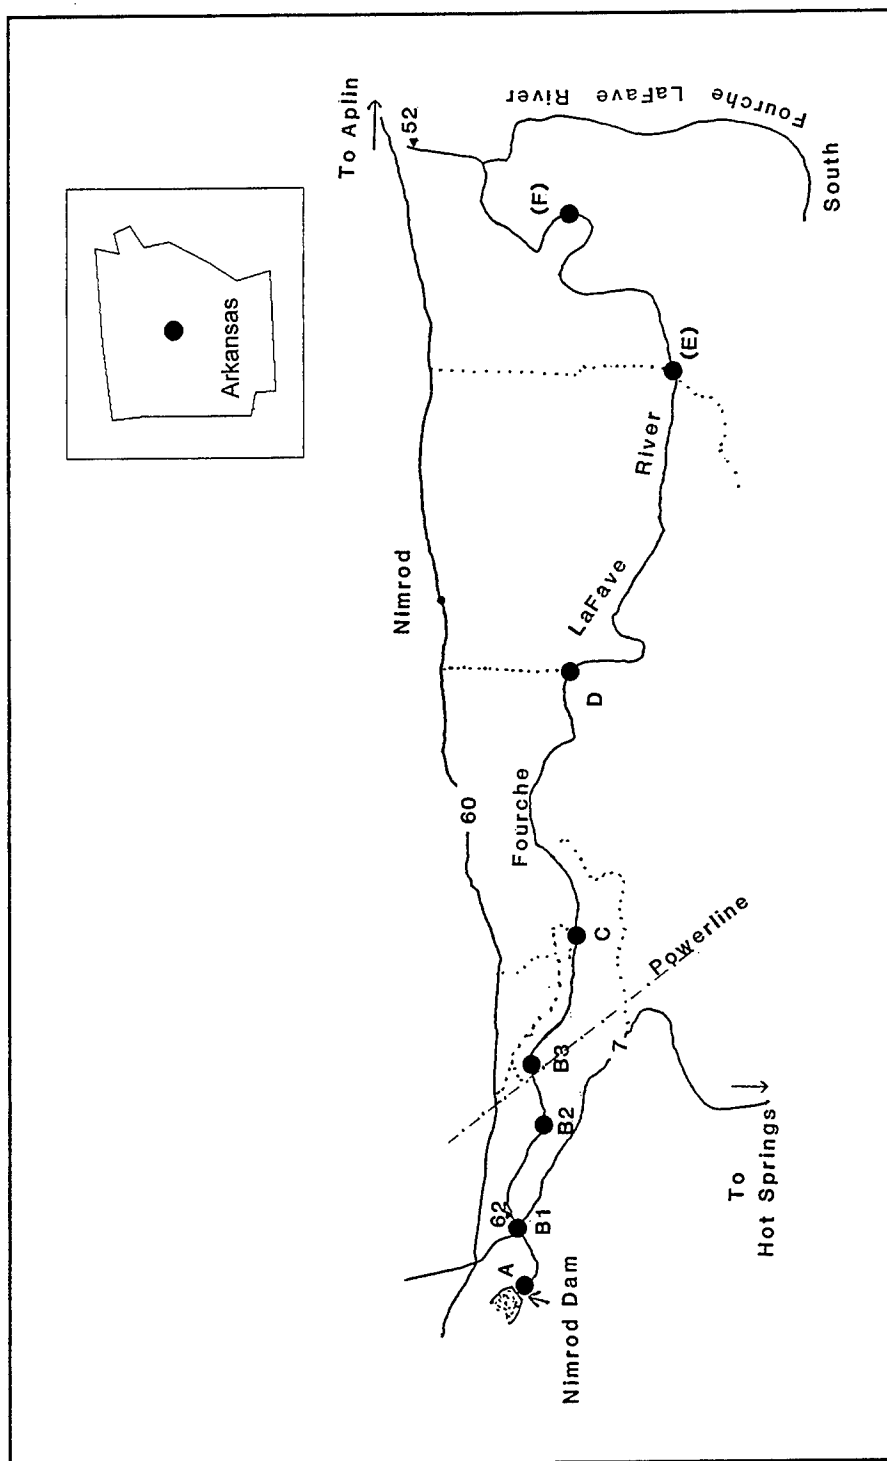 Arkansas
To Aplin
52
Fourche LaFave River
South
(F)
(E)
River
LaFave
Nimrod
D
Fourche
60
C
Powerline
B3
7
B2
62
B1
A
Nimrod Dam
To
Hot Springs